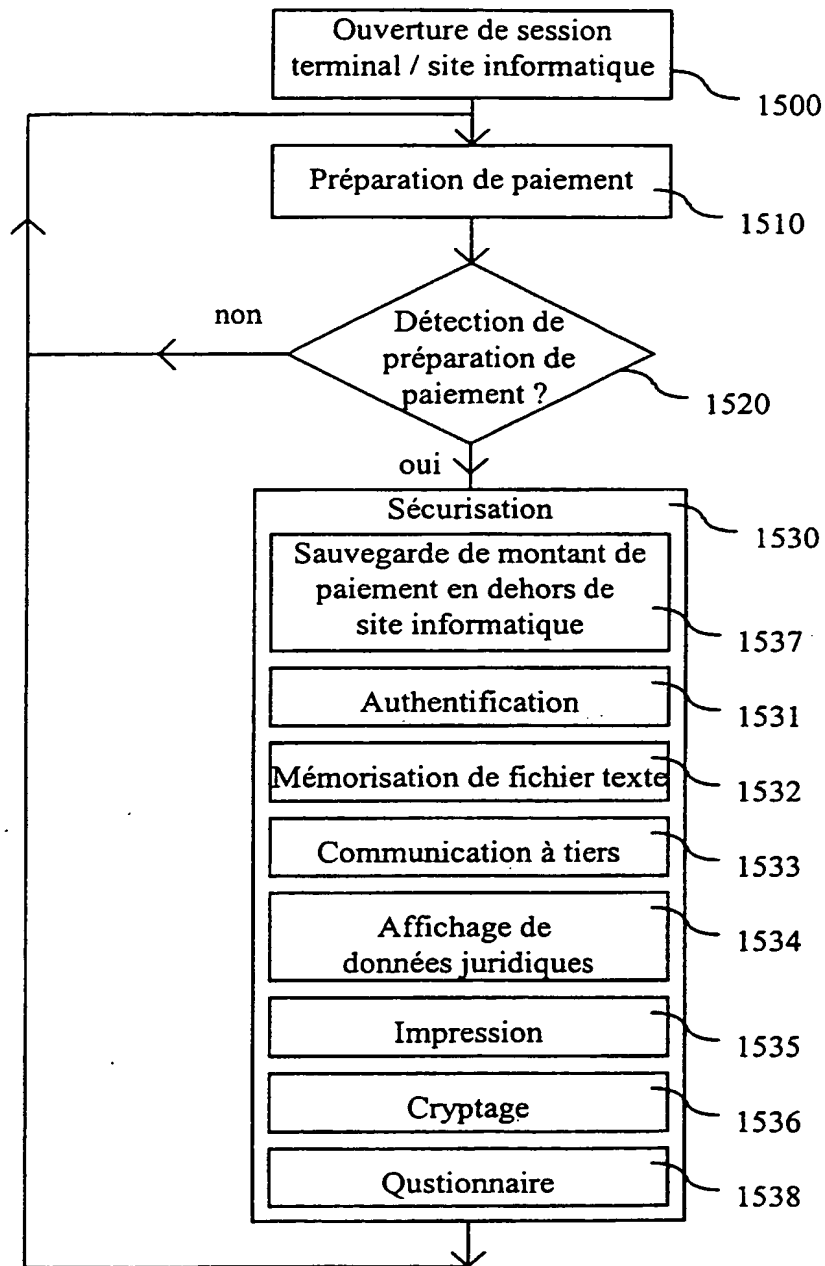 Ouverture de session
terminal / site informatique
1500
Préparation de paiement
1510
non
Détection de
préparation de
paiement ?
1520
oui
Sécurisation
1530
Sauvegarde de montant de
paiement en dehors de
site informatique
1537
Authentification
1531
Mémorisation de fichier texte
1532
Communication à tiers
1533
Affichage de
données juridiques
1534
Impression
1535
Cryptage
1536
Qustionnaire
1538